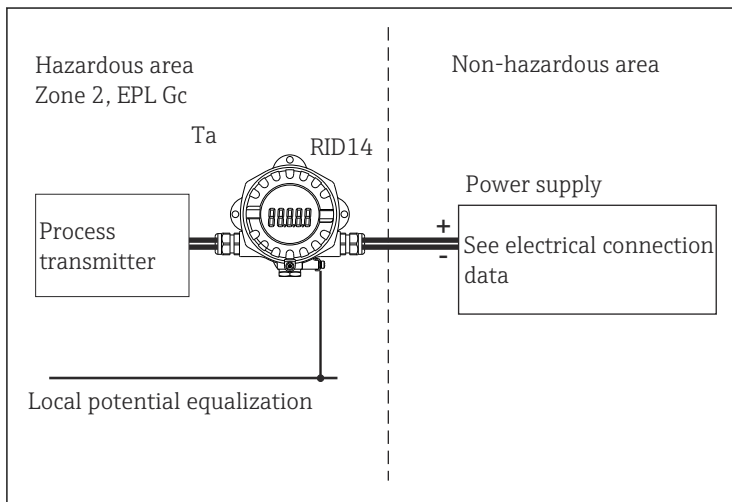 Hazardous area
Zone 2, EPL Gc
Non-hazardous area
Ta
RID14
88888
Process
transmitter
Power supply
+
-
See electrical connection
data
Local potential equalization